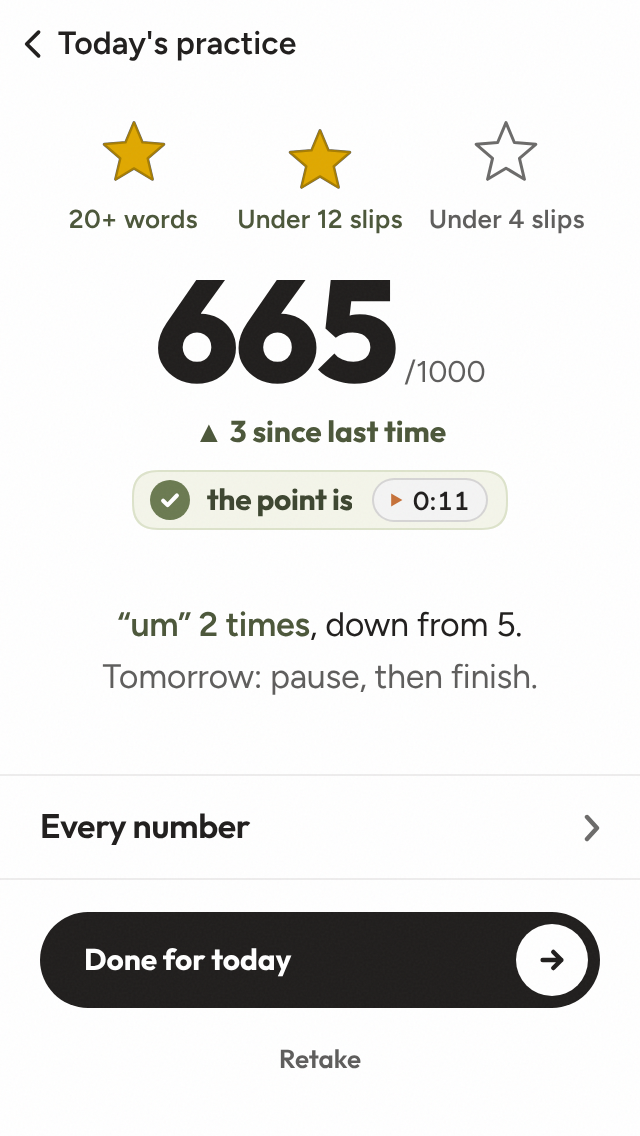 Today's practice
20+ words
Under 12 slips
Under 4 slips
665 /1000
▲ 3 since last time
the point is 0:11
“um” 2 times, down from 5.
Tomorrow: pause, then finish.
Every number
Done for today
Retake